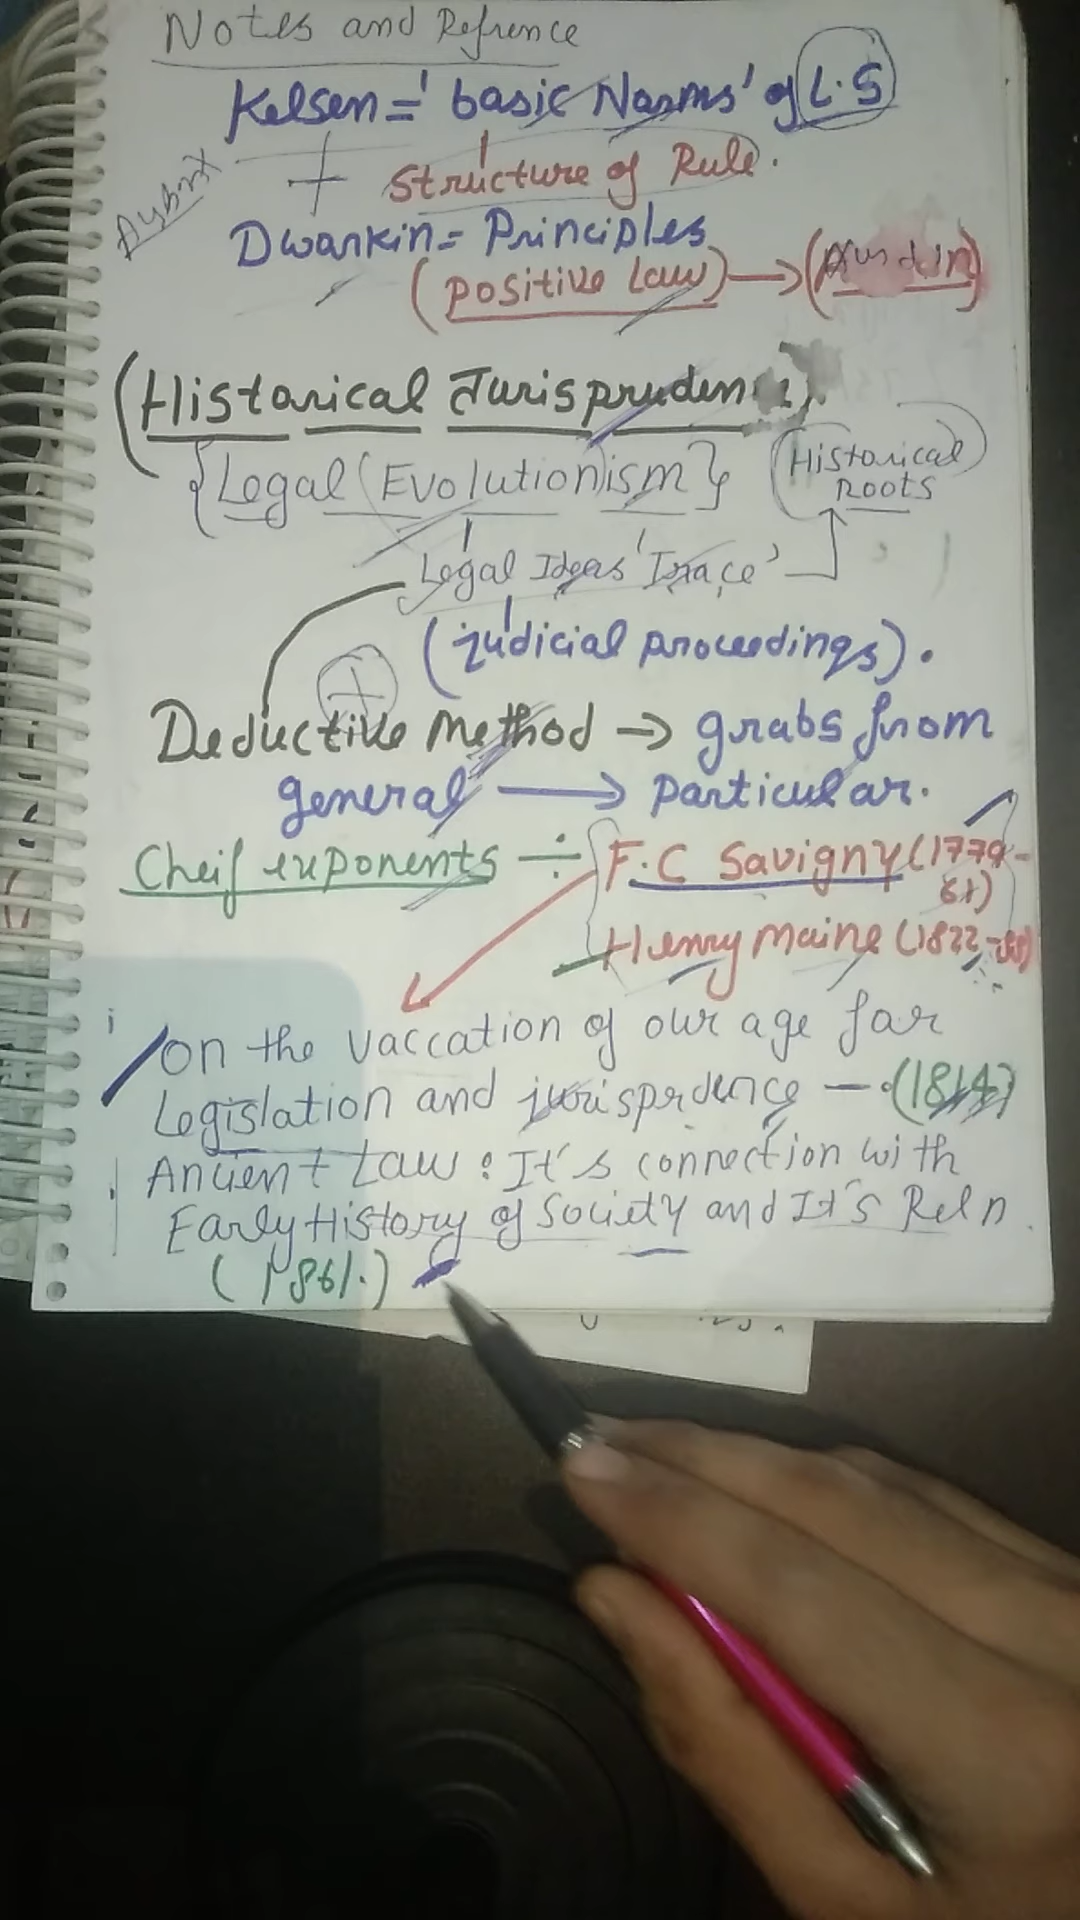 Notes and Refrence
Kelsen = 'basic Norms' of L.S
Structure of Rule.
Dwarkin = Principles
(positive Law) → (Austin)
(Historical Jurisprudence)
{Legal (Evolution)ism}
Historical
Roots
Legal Ideas 'Trace'
(judicial proceedings).
Deductive Method → grabs from
general → particular.
Cheif exponents ÷ F.C Savigny (1779-
61)
Henry Maine (1822-88)
i on the vaccation of our age for
Legislation and jurisprdence — (1814)
Ancient Law: It's connection with
Early History of Society and It's Reln.
(1861.)